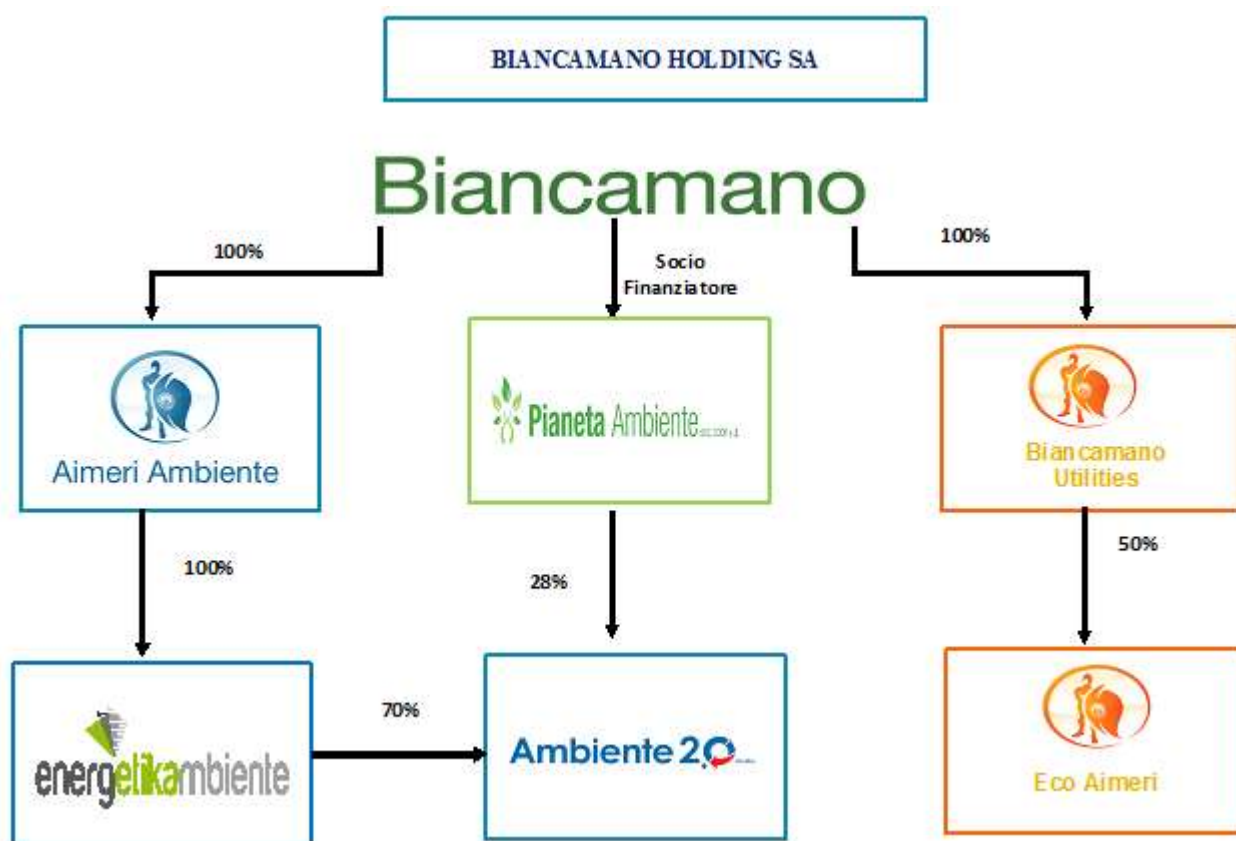 BIANCAMANO HOLDING SA
Biancamano
100%
Socio
Finanziatore
100%
Aimeri Ambiente
Pianeta Ambiente
Biancamano
Utilities
100%
28%
50%
energetikambiente
70%
Ambiente 2.0
Eco Aimeri